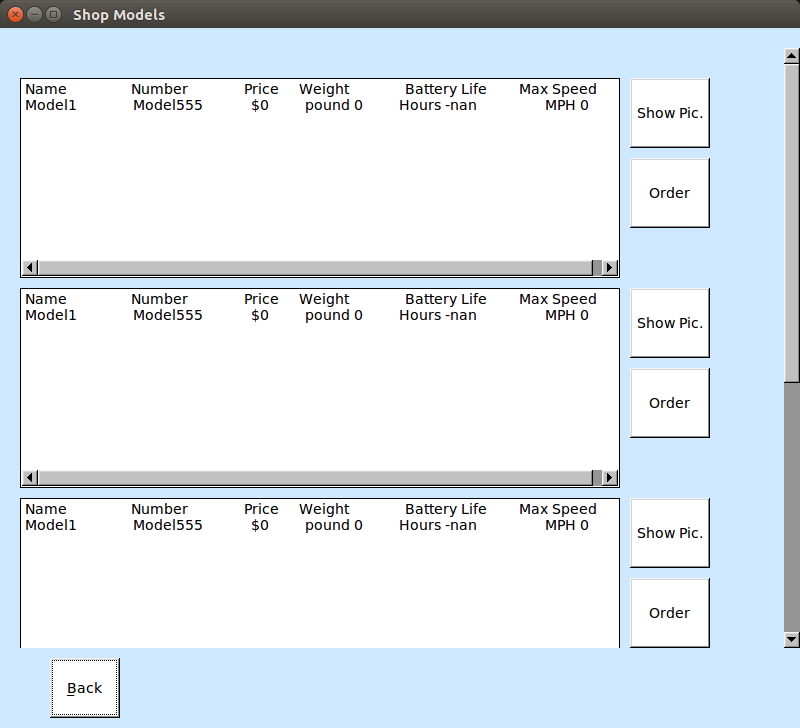 Shop Models
Name Number Price Weight Battery Life Max Speed
Model1 Model555 $0 pound 0 Hours -nan MPH 0
Show Pic.
Order
Name Number Price Weight Battery Life Max Speed
Model1 Model555 $0 pound 0 Hours -nan MPH 0
Show Pic.
Order
Name Number Price Weight Battery Life Max Speed
Model1 Model555 $0 pound 0 Hours -nan MPH 0
Show Pic.
Order
Back